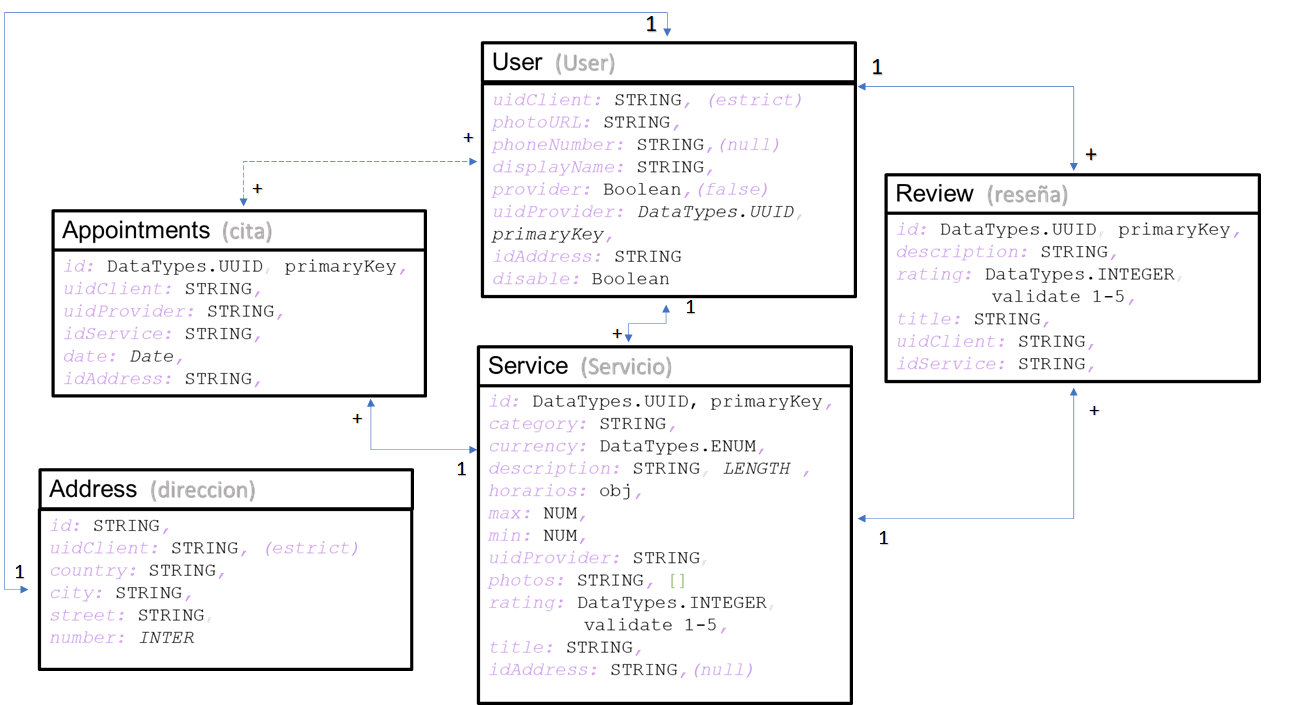 1
User (User)
uidClient: STRING, (estrict)
photoURL: STRING,
phoneNumber: STRING,(null)
displayName: STRING,
provider: Boolean,(false)
uidProvider: DataTypes.UUID,
primaryKey,
idAddress: STRING
disable: Boolean
1
+
Review (reseña)
id: DataTypes.UUID, primaryKey,
description: STRING,
rating: DataTypes.INTEGER,
validate 1-5,
title: STRING,
uidClient: STRING,
idService: STRING,
+
+
+
Appointments (cita)
id: DataTypes.UUID, primaryKey,
uidClient: STRING,
uidProvider: STRING,
idService: STRING,
date: Date,
idAddress: STRING,
+
1
1
+
Service (Servicio)
id: DataTypes.UUID, primaryKey,
category: STRING,
currency: DataTypes.ENUM,
description: STRING, LENGTH ,
horarios: obj,
max: NUM,
min: NUM,
uidProvider: STRING,
photos: STRING, []
rating: DataTypes.INTEGER,
validate 1-5,
title: STRING,
idAddress: STRING,(null)
1
Address (direccion)
id: STRING,
uidClient: STRING, (estrict)
country: STRING,
city: STRING,
street: STRING,
number: INTER
1